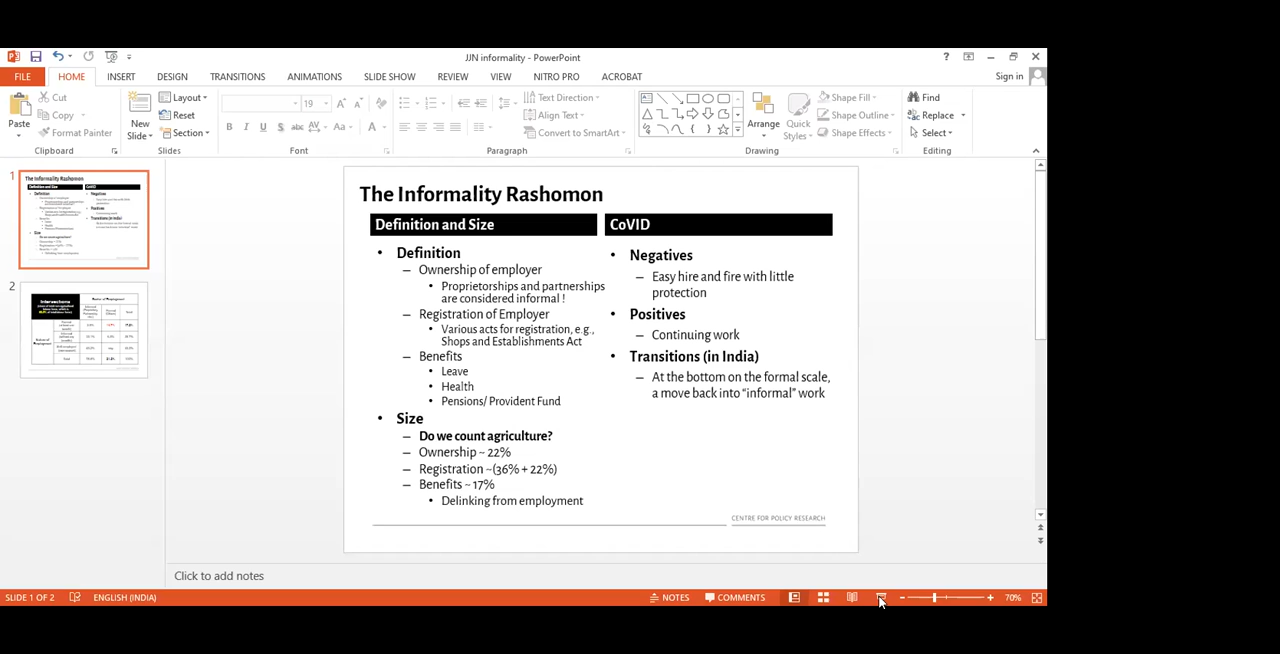 JJN informality - PowerPoint
Sign in
FILE HOME INSERT DESIGN TRANSITIONS ANIMATIONS SLIDE SHOW REVIEW VIEW NITRO PRO ACROBAT
Paste
Cut
Copy
Format Painter
Clipboard
New
Slide
Layout
Reset
Section
Slides
19
Font
Text Direction
Align Text
Convert to SmartArt
Paragraph
Arrange
Quick
Styles
Shape Fill
Shape Outline
Shape Effects
Drawing
Find
Replace
Select
Editing
1
2
The Informality Rashomon
Definition and Size
• Definition
– Ownership of employer
• Proprietorships and partnerships
are considered informal !
– Registration of Employer
• Various acts for registration, e.g.,
Shops and Establishments Act
– Benefits
• Leave
• Health
• Pensions/ Provident Fund
• Size
– Do we count agriculture?
– Ownership ~ 22%
– Registration ~(36% + 22%)
– Benefits ~ 17%
• Delinking from employment
CoVID
• Negatives
– Easy hire and fire with little
protection
• Positives
– Continuing work
• Transitions (in India)
– At the bottom on the formal scale,
a move back into “informal” work
CENTRE FOR POLICY RESEARCH
Click to add notes
SLIDE 1 OF 2 ENGLISH (INDIA) NOTES COMMENTS 70%